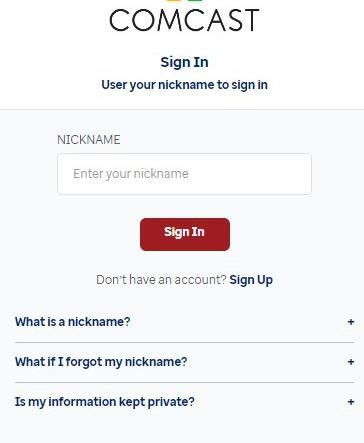 COMCAST
Sign In
User your nickname to sign in
NICKNAME
Enter your nickname
Sign In
Don't have an account? Sign Up
What is a nickname? +
What if I forgot my nickname? +
Is my information kept private? +